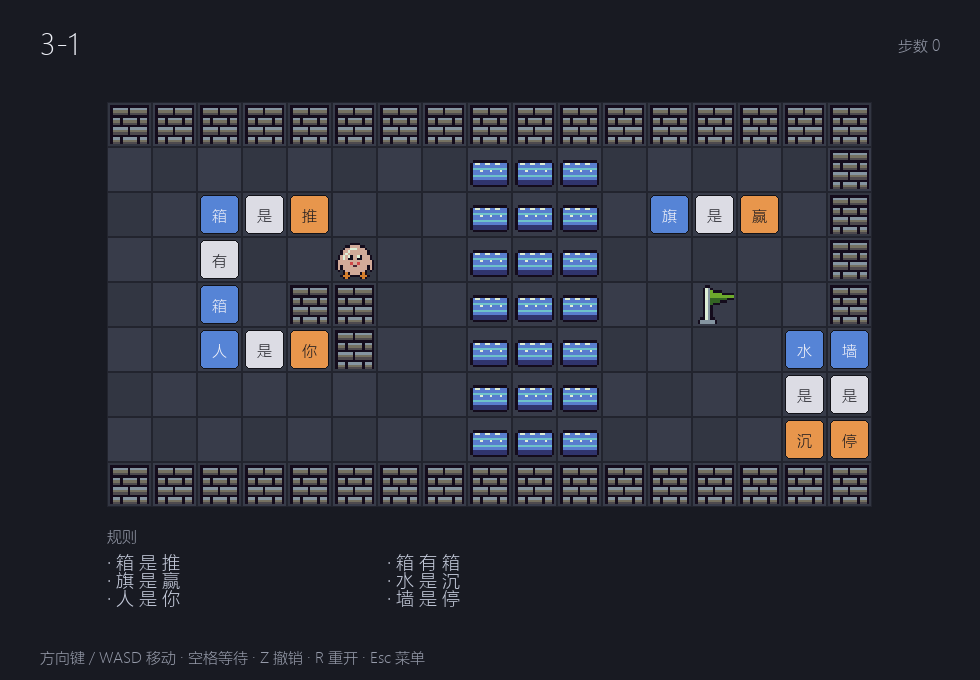 3-1
步数 0
箱 是 推
旗 是 赢
有
箱
人 是 你
水 墙
是 是
沉 停
规则
· 箱 是 推
· 箱 有 箱
· 旗 是 赢
· 水 是 沉
· 人 是 你
· 墙 是 停
方向键 / WASD 移动 · 空格等待 · Z 撤销 · R 重开 · Esc 菜单